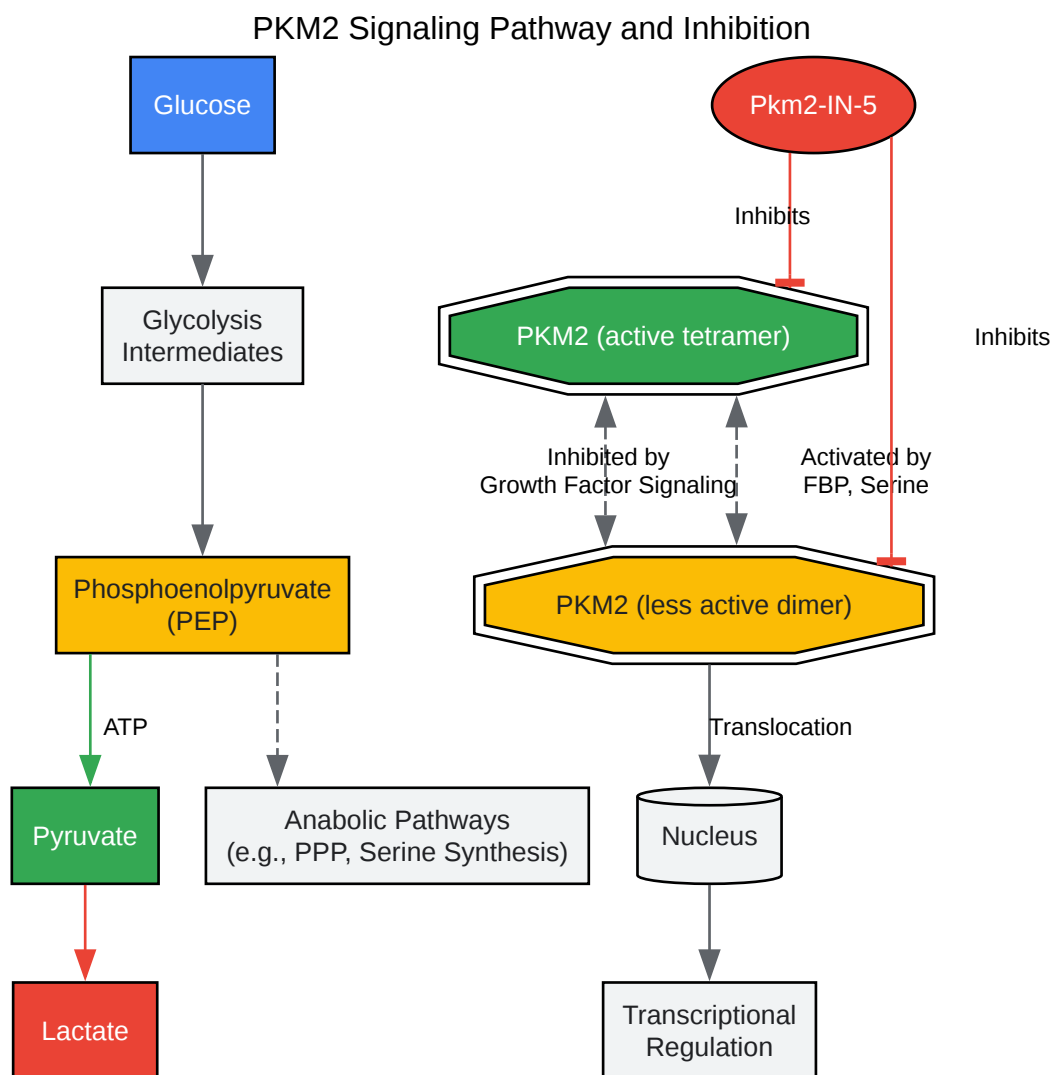 PKM2 Signaling Pathway and Inhibition
Glucose
Pkm2-IN-5
Inhibits
Glycolysis
Intermediates
PKM2 (active tetramer)
Inhibits
Inhibited by
Growth Factor Signaling
Activated by
FBP, Serine
Phosphoenolpyruvate
(PEP)
PKM2 (less active dimer)
ATP
Translocation
Pyruvate
Anabolic Pathways
(e.g., PPP, Serine Synthesis)
Nucleus
Lactate
Transcriptional
Regulation